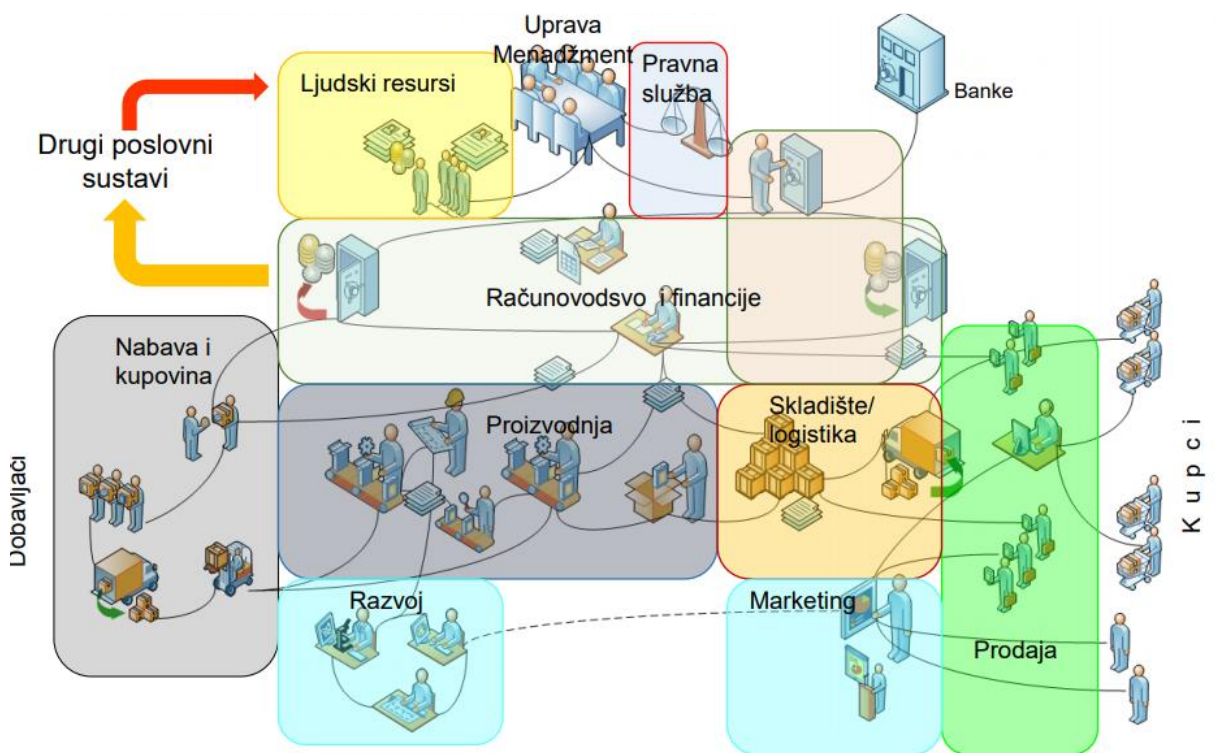 Uprava
Menadžment
Ljudski resursi
Pravna
služba
Banke
Drugi poslovni
sustavi
Računovodsvo i financije
Nabava i
kupovina
Proizvodnja
Skladište/
logistika
Dobavljači
Kupci
Razvoj
Marketing
Prodaja